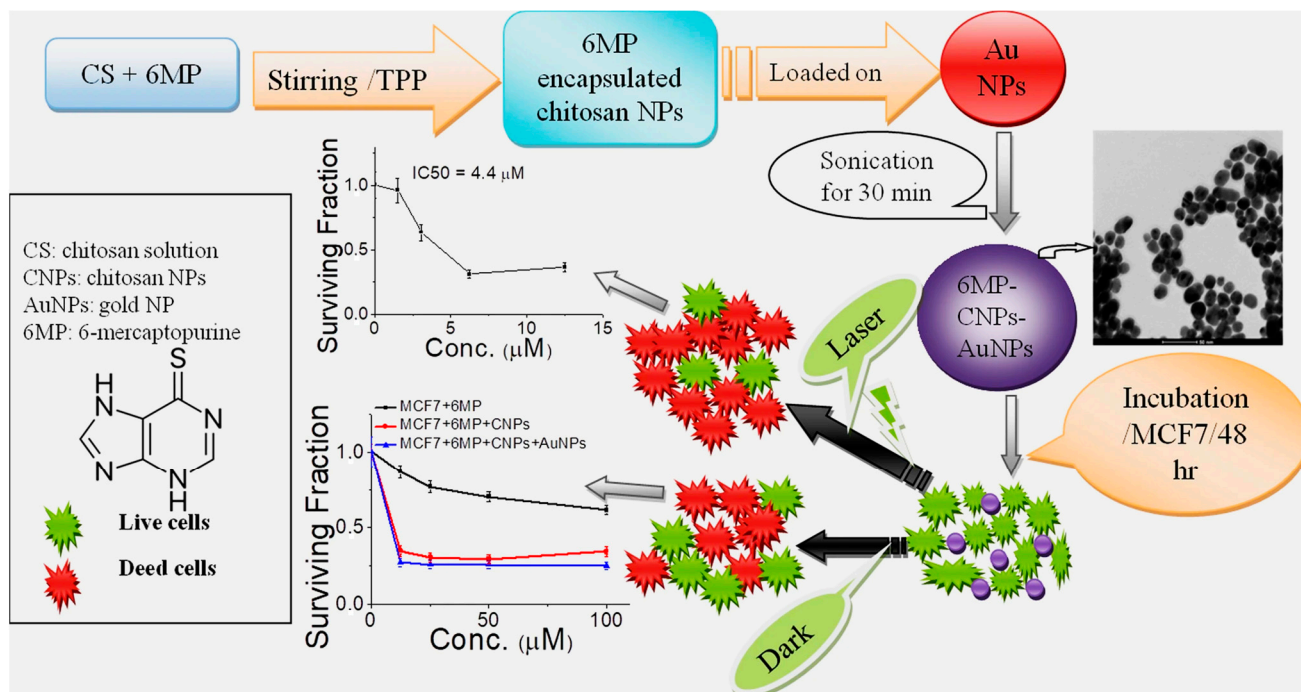 CS + 6MP
Stirring /TPP
6MP
encapsulated
chitosan NPs
Loaded on
Au
NPs
Sonication
for 30 min
6MP-
CNPs-
AuNPs
Incubation
/MCF7/48
hr
CS: chitosan solution
CNPs: chitosan NPs
AuNPs: gold NP
6MP: 6-mercaptopurine
S
H
N
N
N
N
H
Live cells
Deed cells
IC50 = 4.4 μM
Surviving Fraction
1.0
0.5
0.0
0
5
10
15
Conc. (μM)
Laser
MCF7+6MP
MCF7+6MP+CNPs
MCF7+6MP+CNPs+AuNPs
Surviving Fraction
1.0
0.5
0.0
0
50
100
Conc. (μM)
Dark